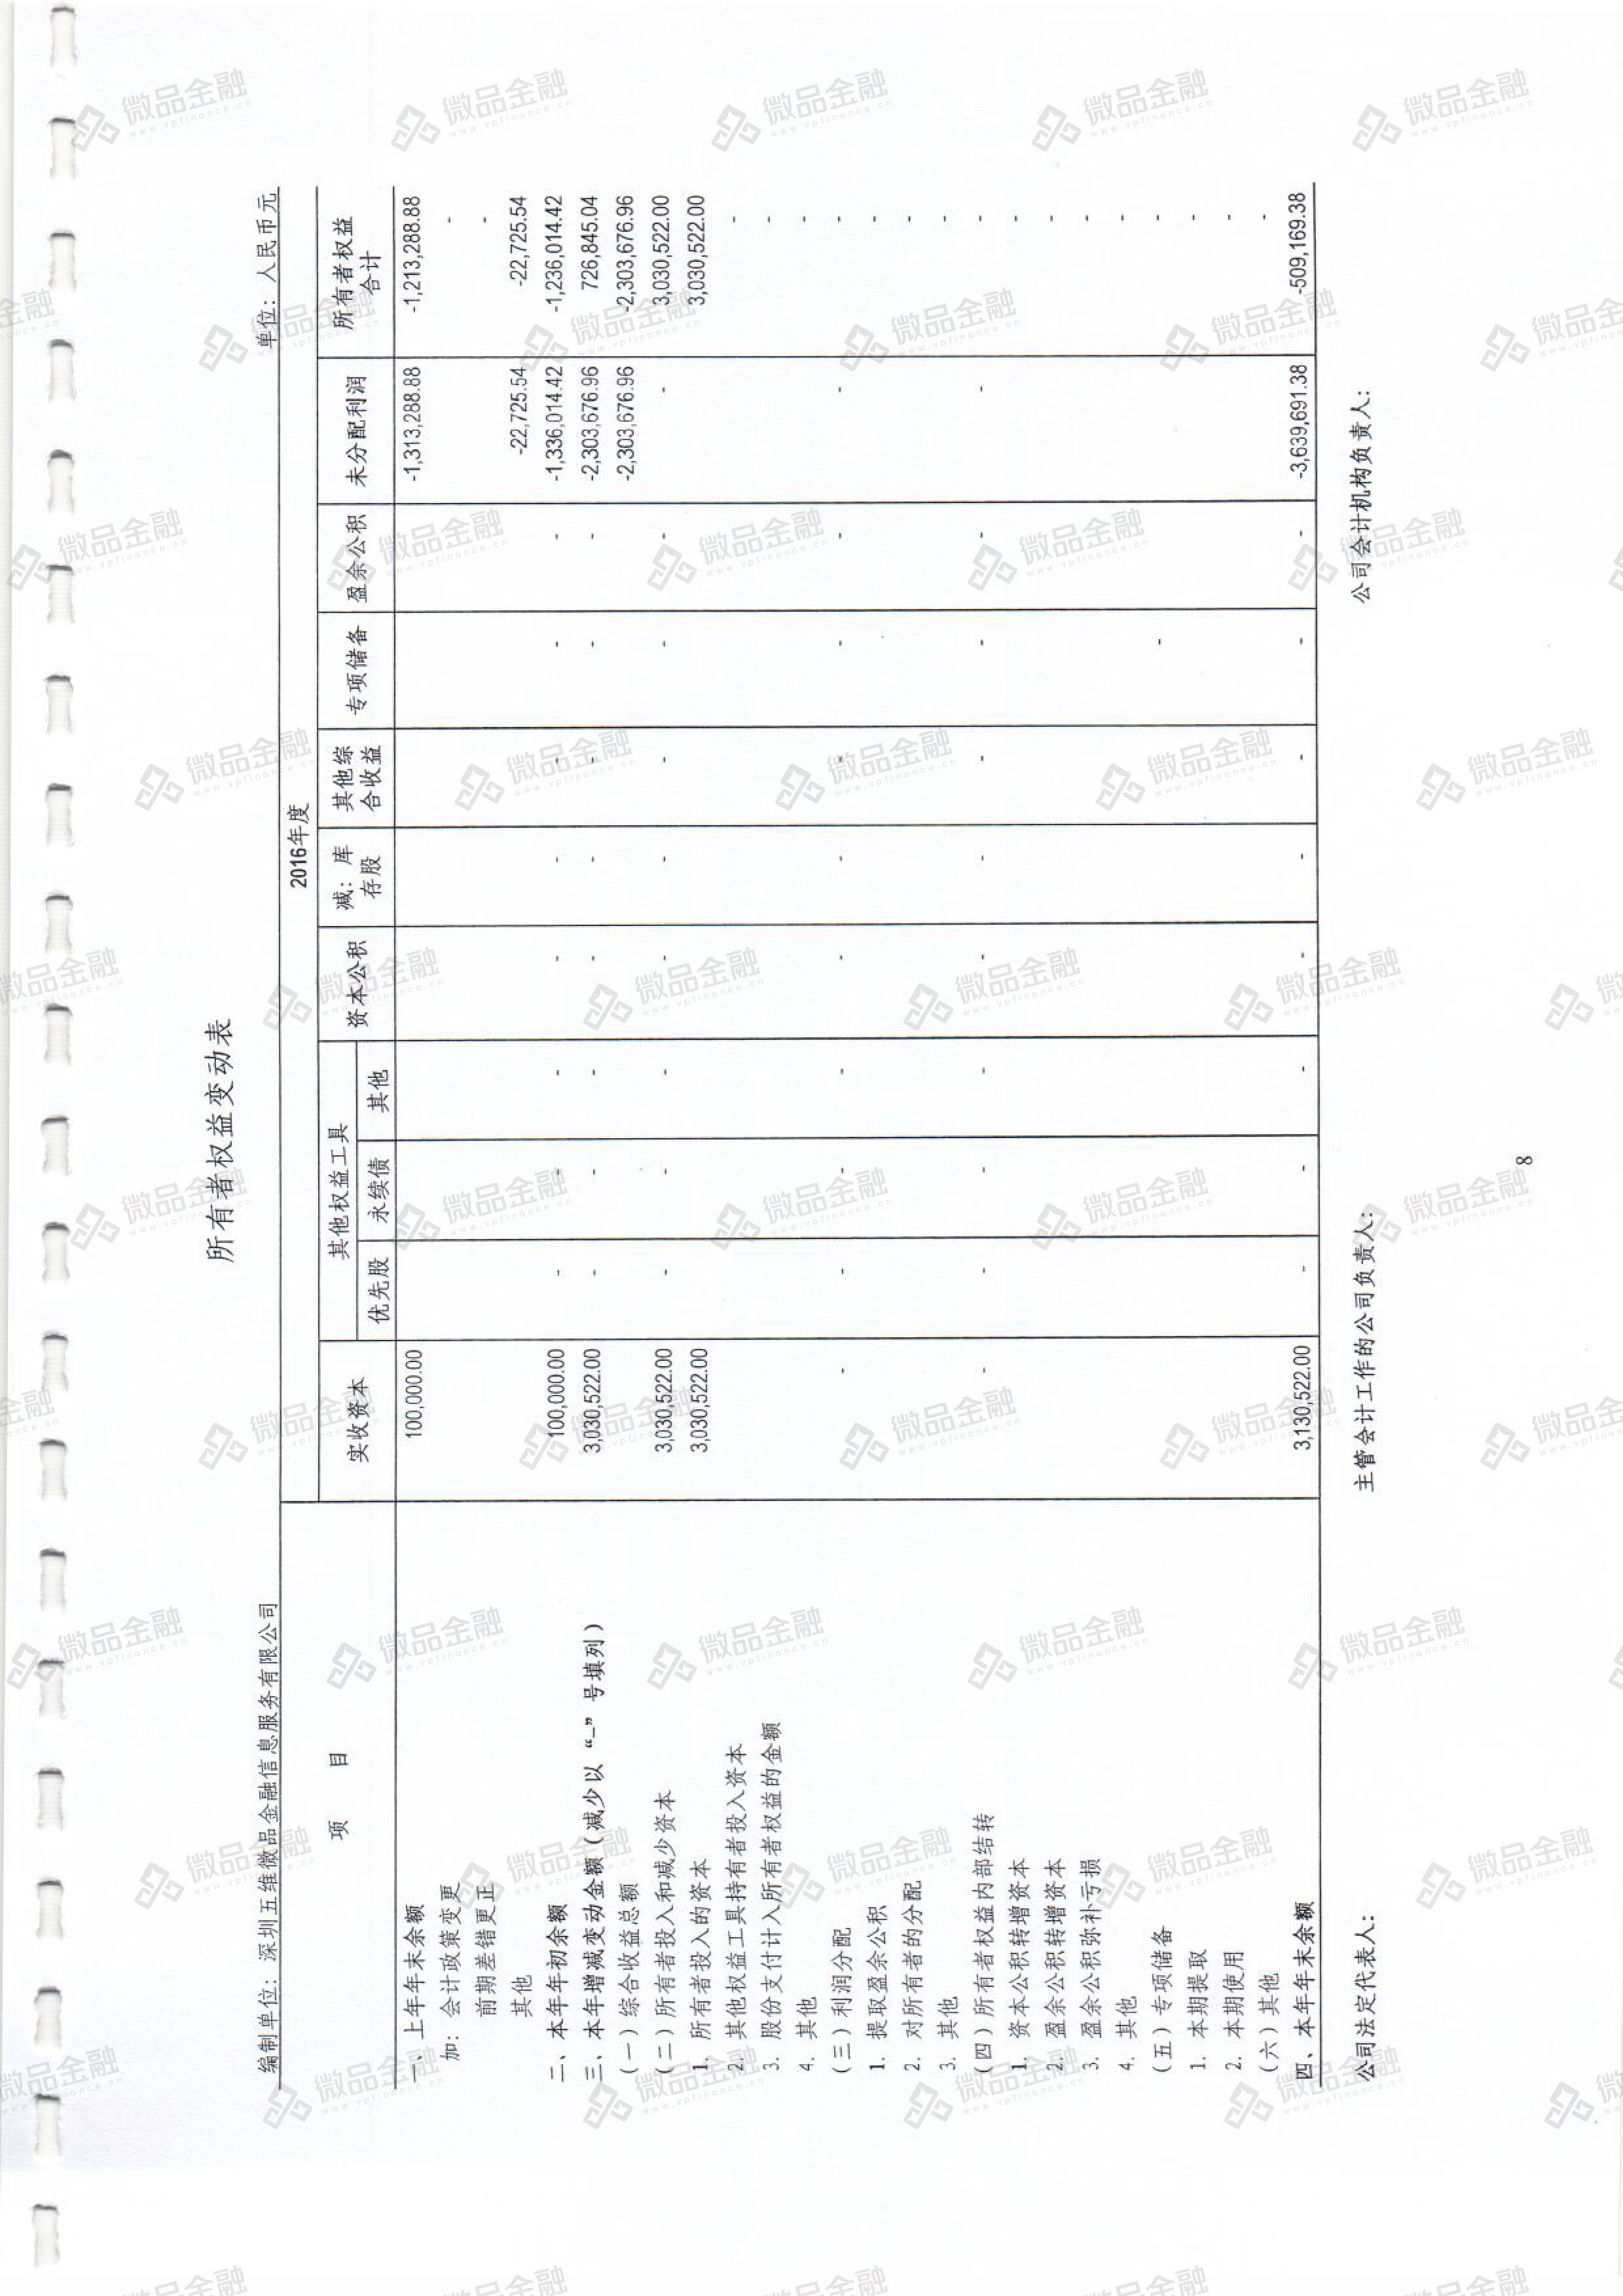 所有者权益变动表
编制单位：深圳五维微品金融信息服务有限公司 单位：人民币元
项 目 2016年度
实收资本 其他权益工具 资本公积 减：库存股 其他综合收益 专项储备 盈余公积 未分配利润 所有者权益合计
优先股 永续债 其他
一、上年年末余额 100,000.00 -1,313,288.88 -1,213,288.88
加：会计政策变更 -
前期差错更正 -
其他 -22,725.54 -22,725.54
二、本年年初余额 100,000.00 - - - - - - - - -1,336,014.42 -1,236,014.42
三、本年增减变动金额（减少以“–”号填列） 3,030,522.00 - - - - - - - - -2,303,676.96 726,845.04
（一）综合收益总额 -2,303,676.96 -2,303,676.96
（二）所有者投入和减少资本 3,030,522.00 - - - - - - - - - 3,030,522.00
1. 所有者投入的资本 3,030,522.00 3,030,522.00
2. 其他权益工具持有者投入资本 -
3. 股份支付计入所有者权益的金额 -
4. 其他 -
（三）利润分配 - - - - - - - - - - -
1. 提取盈余公积 -
2. 对所有者的分配 -
3. 其他 -
（四）所有者权益内部结转 - - - - - - - - - - -
1. 资本公积转增资本 -
2. 盈余公积转增资本 -
3. 盈余公积弥补亏损 -
4. 其他 -
（五）专项储备 - -
1. 本期提取 -
2. 本期使用 -
（六）其他 -
四、本年年末余额 3,130,522.00 - - - - - - - - -3,639,691.38 -509,169.38
公司法定代表人： 主管会计工作的公司负责人： 公司会计机构负责人：
8
微品金融
www.vpfinance.cn